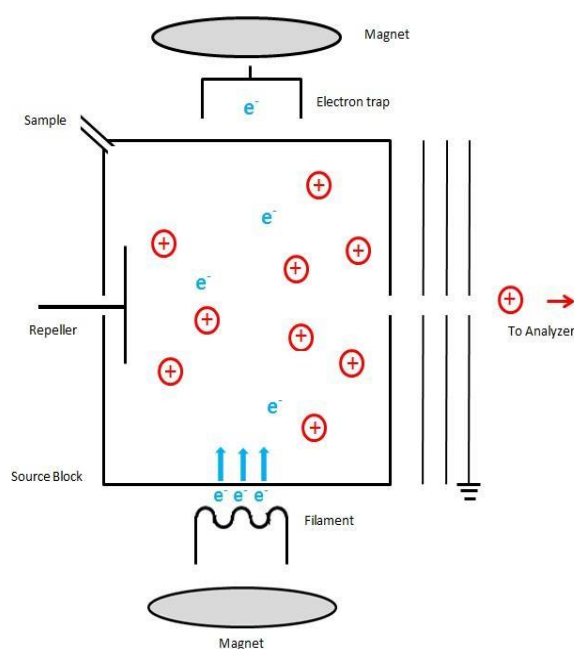 Magnet
Electron trap
e⁻
Sample
+
e⁻
+
+
+
e⁻
+
To Analyzer
+
Repeller
+
+
+
e⁻
+
Source Block
e⁻ e⁻ e⁻
Filament
Magnet